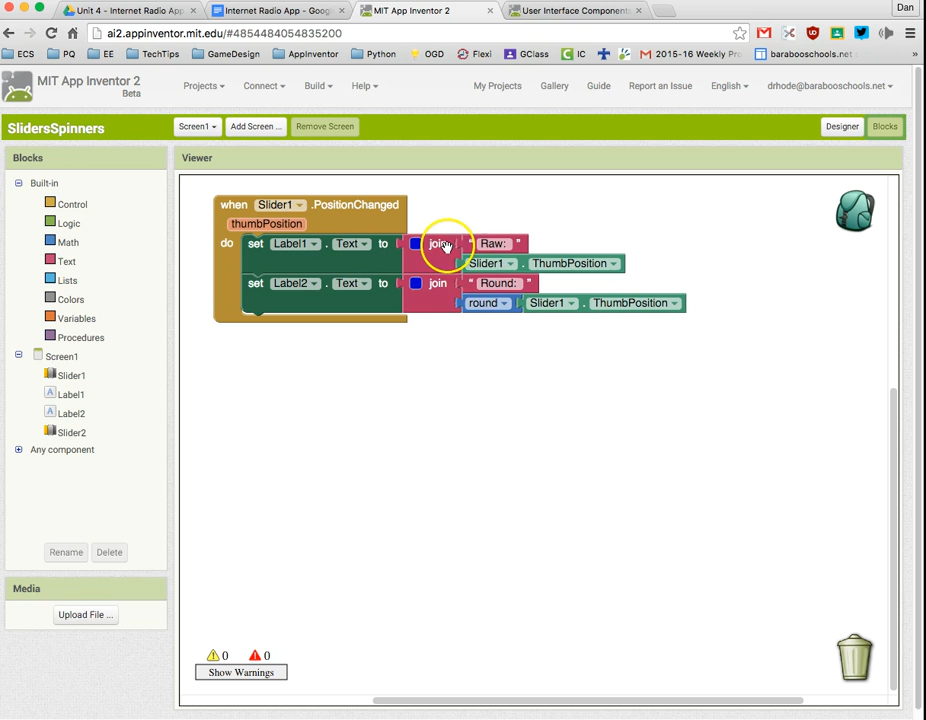 Unit 4 - Internet Radio App
Internet Radio App - Goog
MIT App Inventor 2
User Interface Component
Dan
ai2.appinventor.mit.edu/#4854484054835200
ECS PQ EE TechTips GameDesign AppInventor Python OGD Flexi GClass IC 2015-16 Weekly Pro barabooschools.net »
MIT App Inventor 2
Beta
Projects Connect Build Help My Projects Gallery Guide Report an Issue English drhode@barabooschools.net
SlidersSpinners Screen1 Add Screen ... Remove Screen Designer Blocks
Blocks
Viewer
Built-in
Control
Logic
Math
Text
Lists
Colors
Variables
Procedures
Screen1
Slider1
Label1
Label2
Slider2
Any component
Rename Delete
Media
Upload File ...
when Slider1 .PositionChanged
thumbPosition
do set Label1 . Text to join “ Raw: ”
Slider1 . ThumbPosition
set Label2 . Text to join “ Round: ”
round Slider1 . ThumbPosition
0 0
Show Warnings